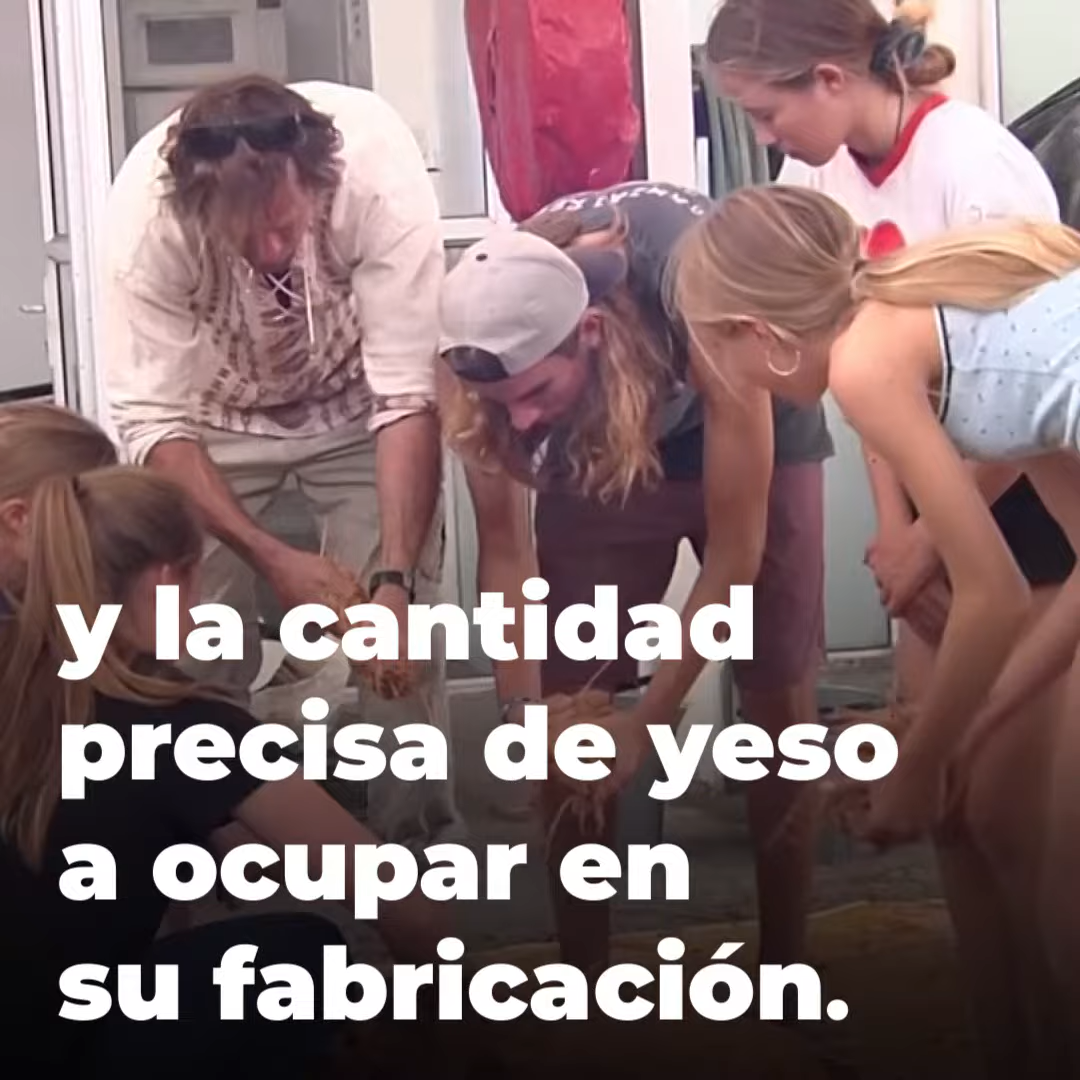 y la cantidad
precisa de yeso
a ocupar en
su fabricación.